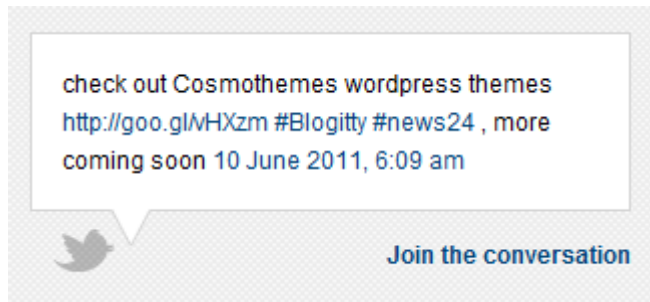 check out Cosmothemes wordpress themes
http://goo.gl/vHXzm #Blogitty #news24 , more
coming soon 10 June 2011, 6:09 am
Join the conversation